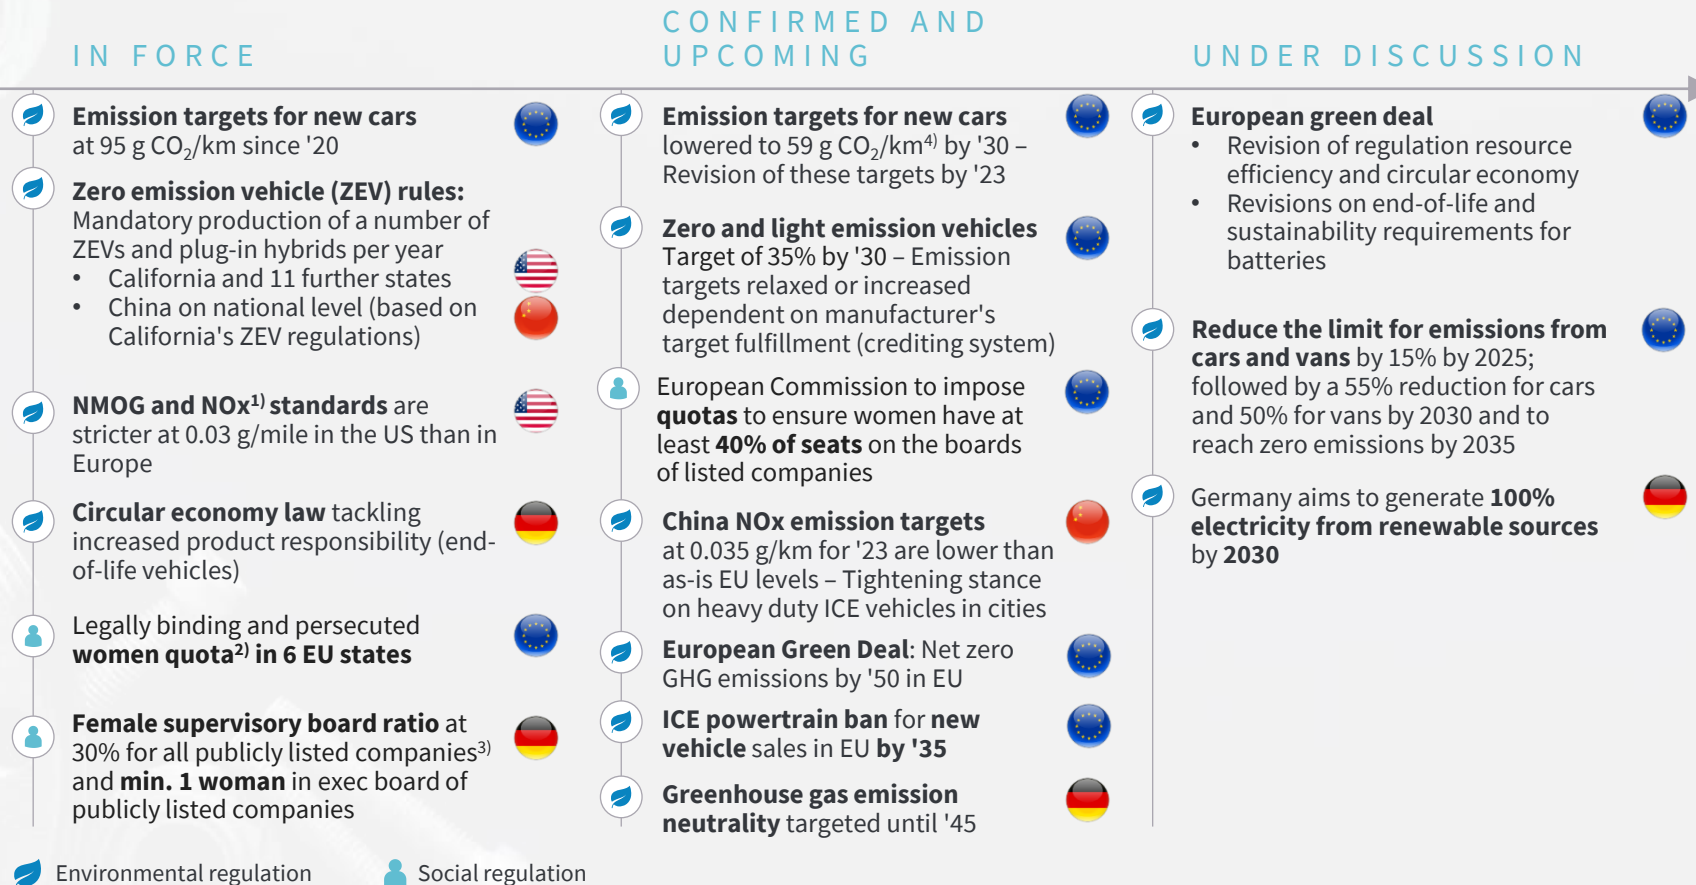 IN FORCE
Emission targets for new cars
at 95 g CO₂/km since '20
Zero emission vehicle (ZEV) rules:
Mandatory production of a number of
ZEVs and plug-in hybrids per year
• California and 11 further states
• China on national level (based on
California's ZEV regulations)
NMOG and NOx¹⁾ standards are
stricter at 0.03 g/mile in the US than in
Europe
Circular economy law tackling
increased product responsibility (end-
of-life vehicles)
Legally binding and persecuted
women quota²⁾ in 6 EU states
Female supervisory board ratio at
30% for all publicly listed companies³⁾
and min. 1 woman in exec board of
publicly listed companies
CONFIRMED AND
UPCOMING
Emission targets for new cars
lowered to 59 g CO₂/km⁴⁾ by '30 –
Revision of these targets by '23
Zero and light emission vehicles
Target of 35% by '30 – Emission
targets relaxed or increased
dependent on manufacturer's
target fulfillment (crediting system)
European Commission to impose
quotas to ensure women have at
least 40% of seats on the boards
of listed companies
China NOx emission targets
at 0.035 g/km for '23 are lower than
as-is EU levels – Tightening stance
on heavy duty ICE vehicles in cities
European Green Deal: Net zero
GHG emissions by '50 in EU
ICE powertrain ban for new
vehicle sales in EU by '35
Greenhouse gas emission
neutrality targeted until '45
UNDER DISCUSSION
European green deal
• Revision of regulation resource
efficiency and circular economy
• Revisions on end-of-life and
sustainability requirements for
batteries
Reduce the limit for emissions from
cars and vans by 15% by 2025;
followed by a 55% reduction for cars
and 50% for vans by 2030 and to
reach zero emissions by 2035
Germany aims to generate 100%
electricity from renewable sources
by 2030
Environmental regulation
Social regulation